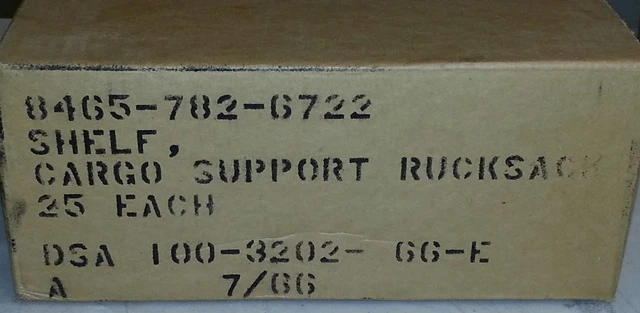 8465-782-6722
SHELF,
CARGO SUPPORT RUCKSACK
25 EACH
DSA 100-3202- 66-E
A 7/66